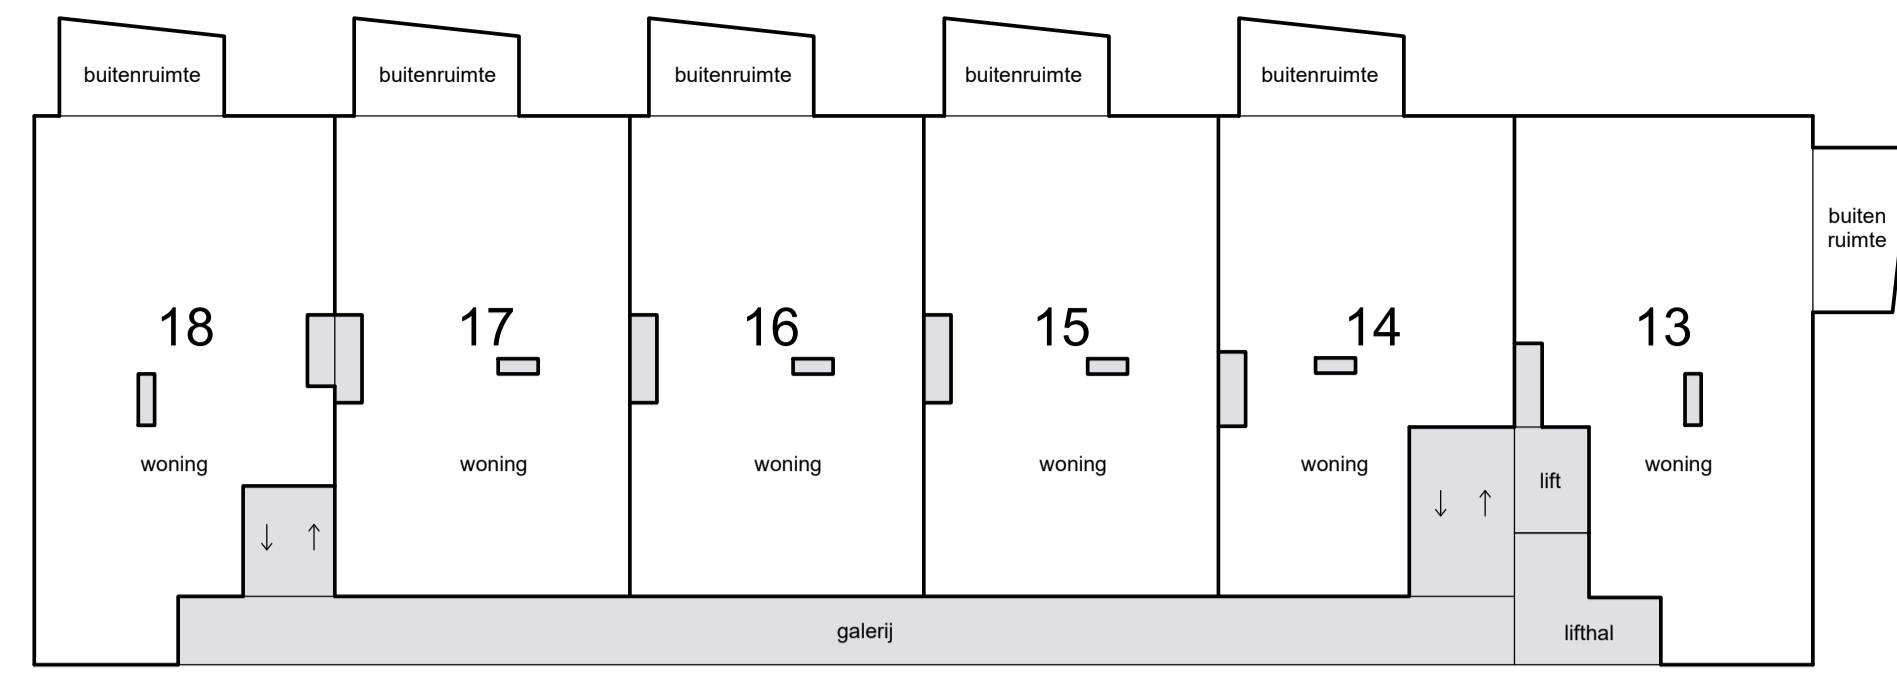 buitenruimte
buitenruimte
buitenruimte
buitenruimte
buitenruimte
buiten
ruimte
18
17
16
15
14
13
woning
woning
woning
woning
woning
woning
lift
↓ ↑
↓ ↑
galerij
lifthal